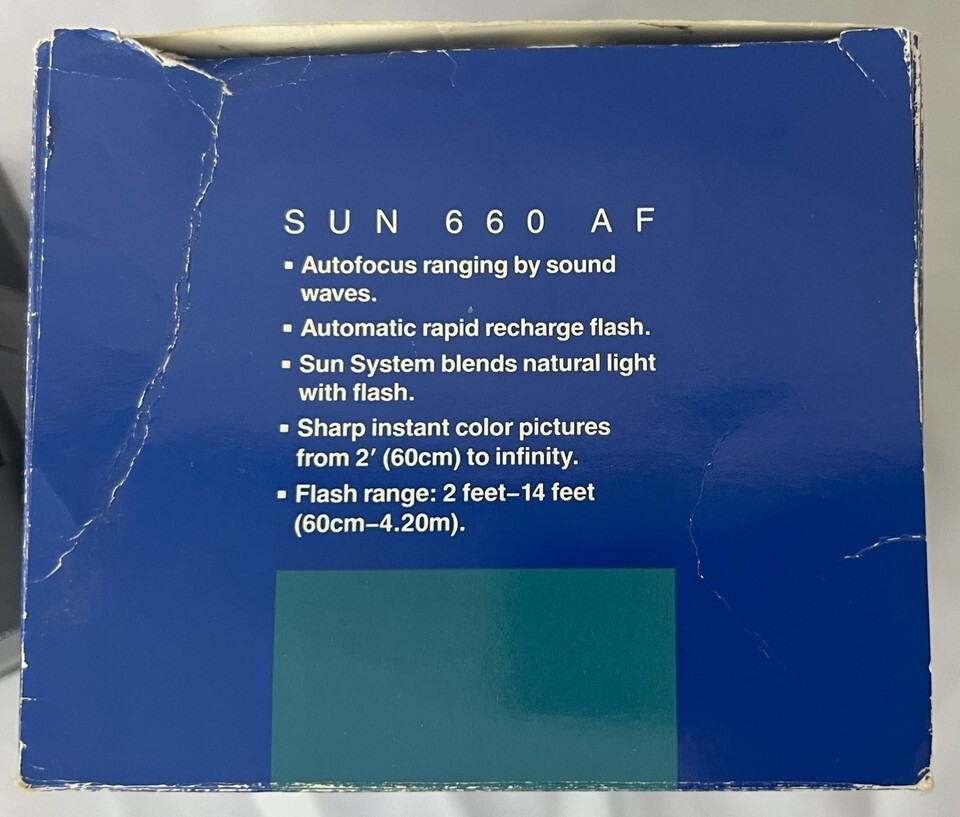 SUN 660 AF
▪ Autofocus ranging by sound
waves.
▪ Automatic rapid recharge flash.
▪ Sun System blends natural light
with flash.
▪ Sharp instant color pictures
from 2′ (60cm) to infinity.
▪ Flash range: 2 feet–14 feet
(60cm–4.20m).